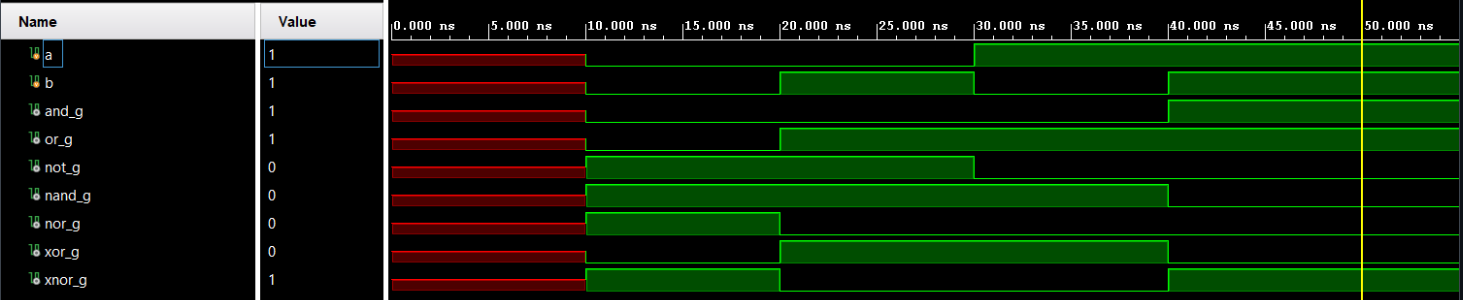 Name Value 0.000 ns 5.000 ns 10.000 ns 15.000 ns 20.000 ns 25.000 ns 30.000 ns 35.000 ns 40.000 ns 45.000 ns 50.000 ns
a 1
b 1
and_g 1
or_g 1
not_g 0
nand_g 0
nor_g 0
xor_g 0
xnor_g 1